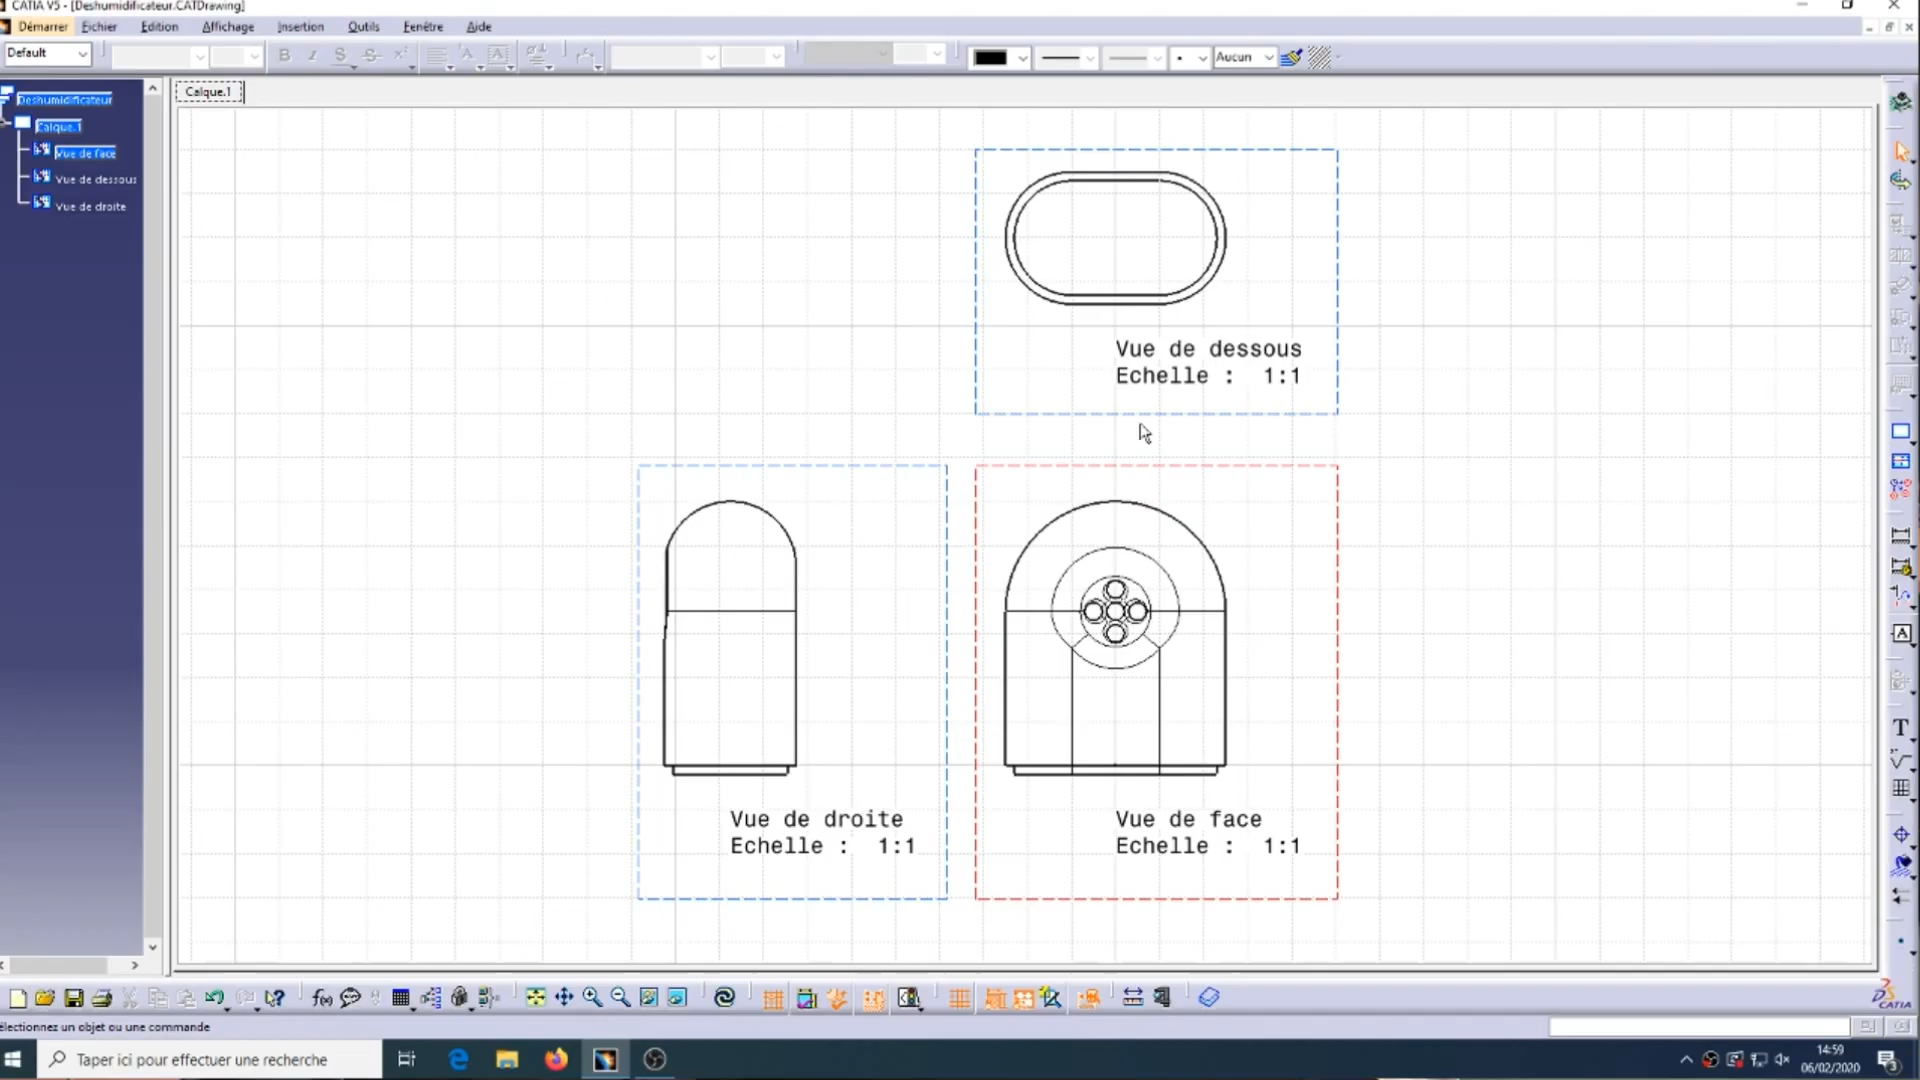 CATIA V5 - [Deshumidificateur.CATDrawing]
Démarrer Fichier Edition Affichage Insertion Outils Fenêtre Aide
Default
B I S S
Aucun
Deshumidificateur
Calque.1
Vue de face
Vue de dessous
Vue de droite
Calque.1
Vue de dessous
Echelle : 1:1
Vue de droite
Echelle : 1:1
Vue de face
Echelle : 1:1
électionnez un objet ou une commande
CATIA
Taper ici pour effectuer une recherche
14:59
06/02/2020
3